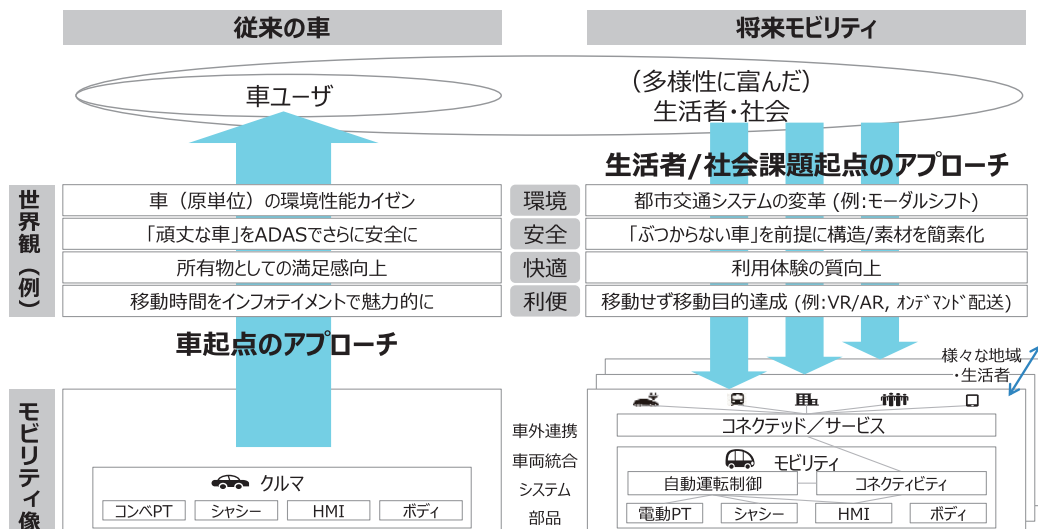 従来の車
将来モビリティ
車ユーザ
(多様性に富んだ)
生活者・社会
生活者/社会課題起点のアプローチ
世界観（例）
車（原単位）の環境性能カイゼン
環境
都市交通システムの変革 (例:モーダルシフト)
「頑丈な車」をADASでさらに安全に
安全
「ぶつからない車」を前提に構造/素材を簡素化
所有物としての満足感向上
快適
利用体験の質向上
移動時間をインフォテイメントで魅力的に
利便
移動せず移動目的達成 (例:VR/AR, ｵﾝﾃﾞﾏﾝﾄﾞ配送)
車起点のアプローチ
様々な地域
・生活者
モビリティ像
車外連携
コネクテッド／サービス
車両統合
モビリティ
クルマ
システム
自動運転制御
コネクティビティ
コンベPT
シャシー
HMI
ボディ
部品
電動PT
シャシー
HMI
ボディ